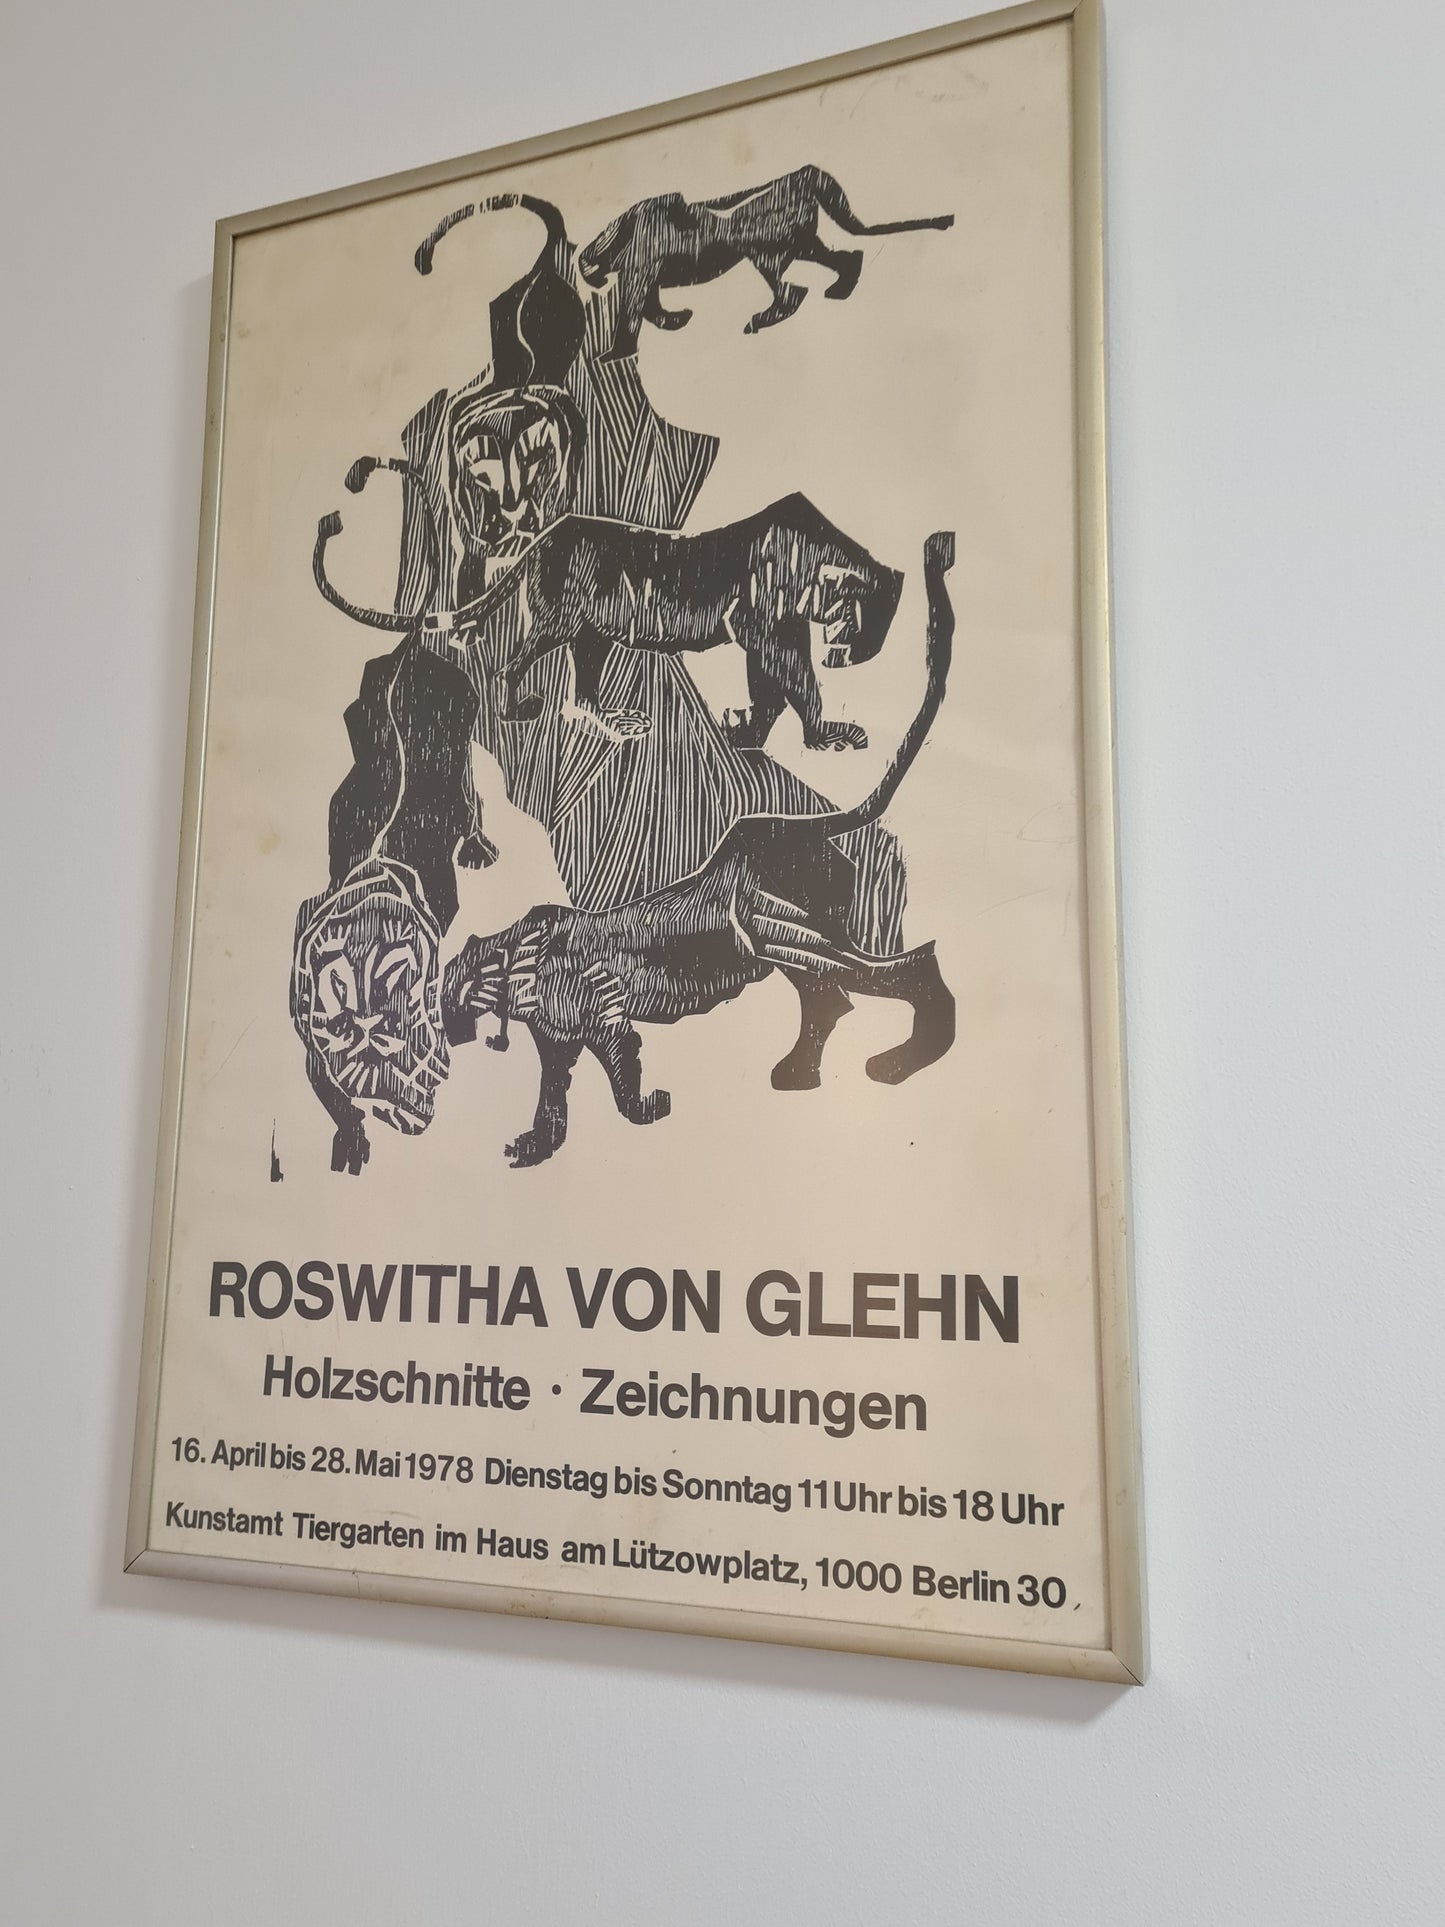 ROSWITHA VON GLEHN
Holzschnitte · Zeichnungen
16. April bis 28. Mai 1978 Dienstag bis Sonntag 11 Uhr bis 18 Uhr
Kunstamt Tiergarten im Haus am Lützowplatz, 1000 Berlin 30